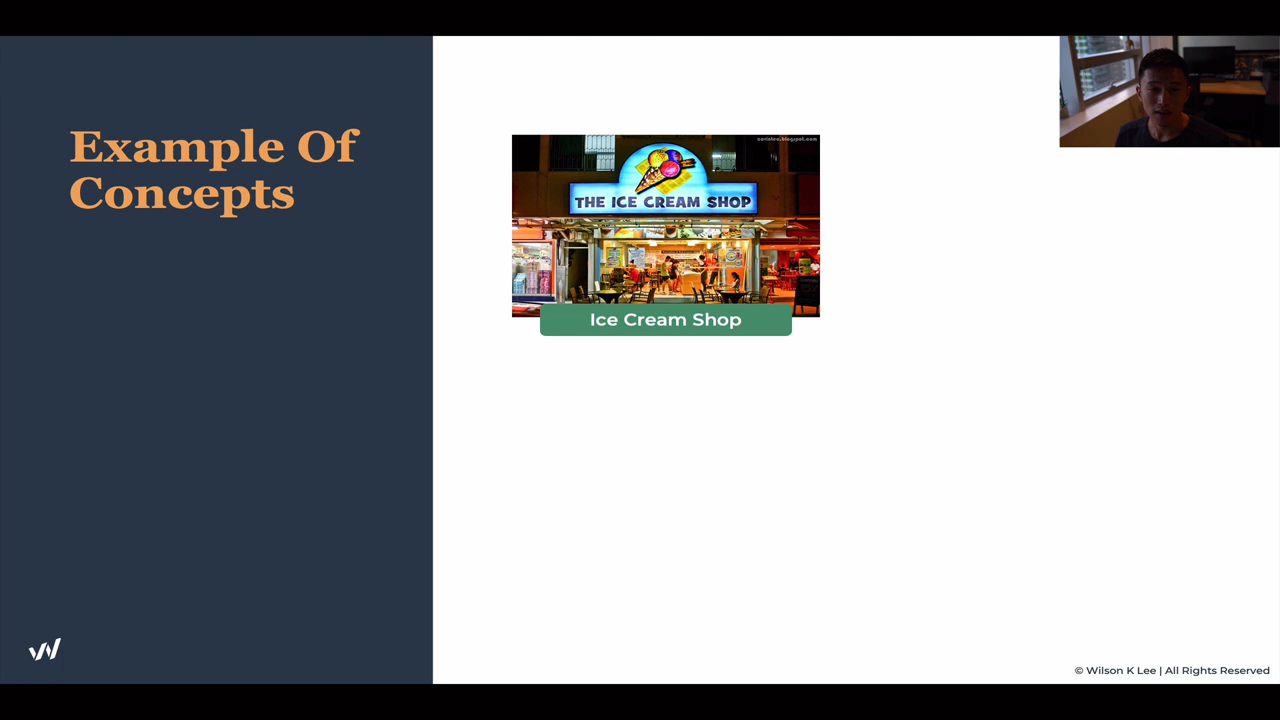 Example Of
Concepts
THE ICE CREAM SHOP
Ice Cream Shop
© Wilson K Lee | All Rights Reserved